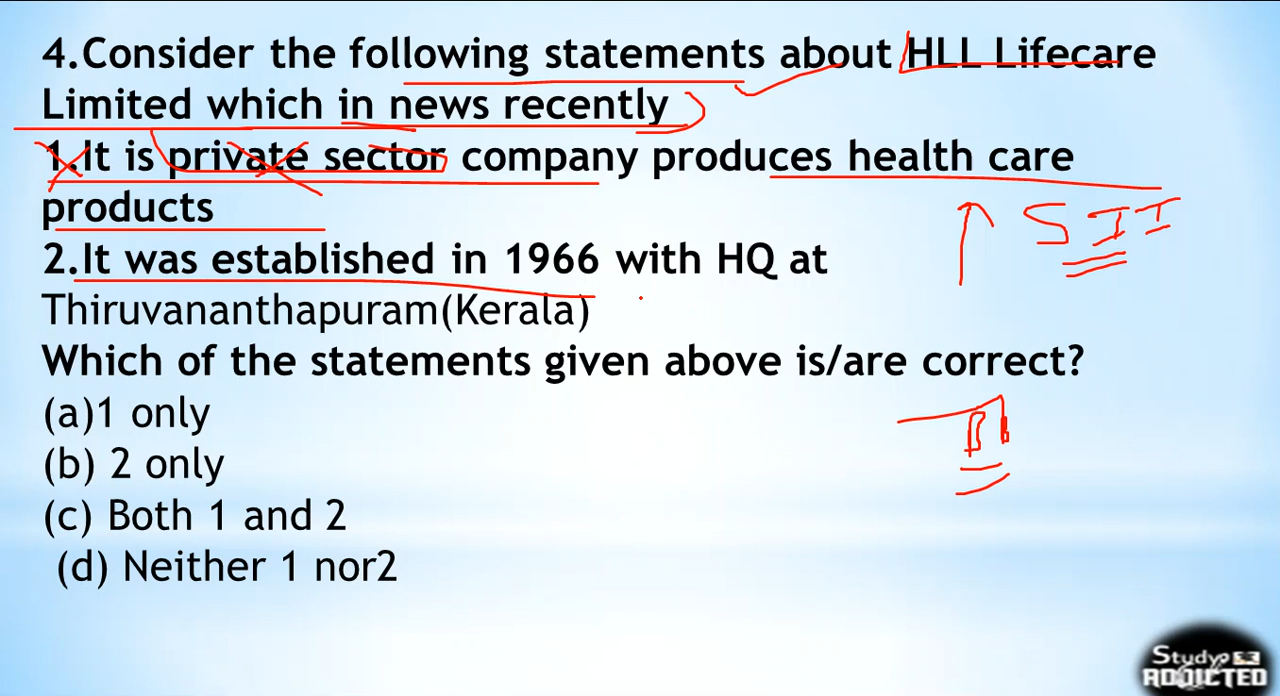 4.Consider the following statements about HLL Lifecare
Limited which in news recently
1.It is private sector company produces health care
products
2.It was established in 1966 with HQ at
Thiruvananthapuram(Kerala)
Which of the statements given above is/are correct?
(a)1 only
(b) 2 only
(c) Both 1 and 2
(d) Neither 1 nor2
SII
Study
ADDICTED